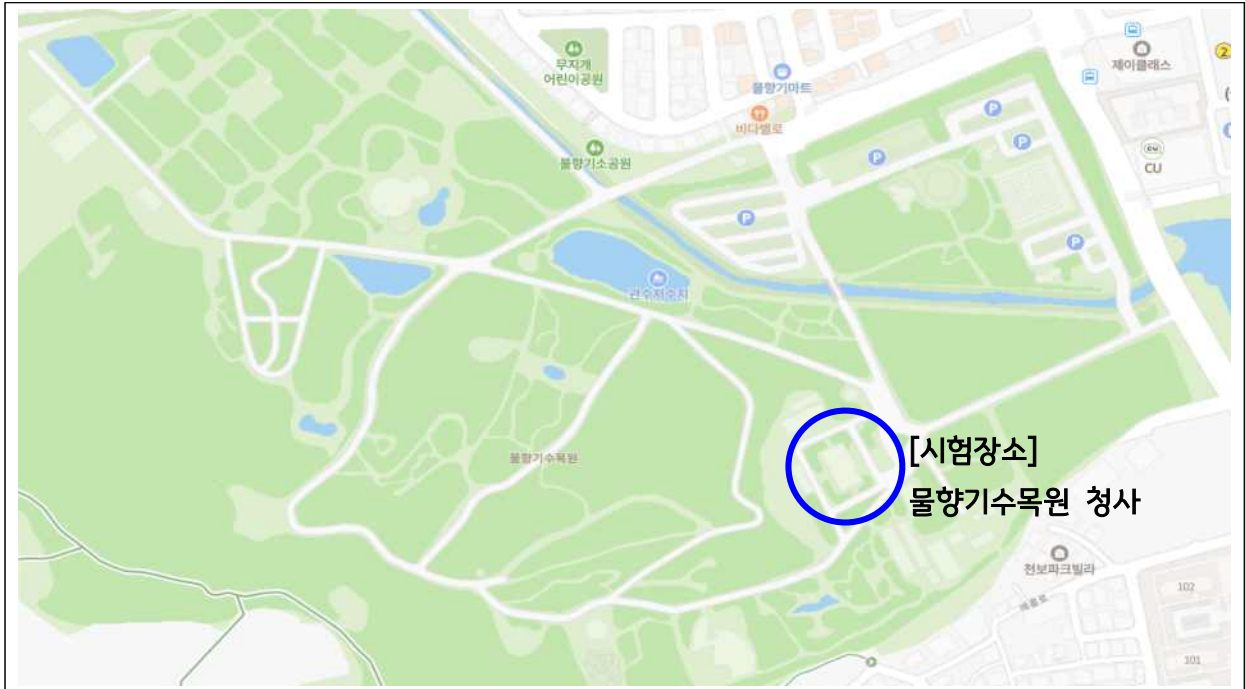 무지개
어린이공원
물향기마트
비다벨로
물향기소공원
제이클래스
2
CU
CU
P
P
P
P
P
물향기수목원
[시험장소]
물향기수목원 청사
천보파크빌라
102
101